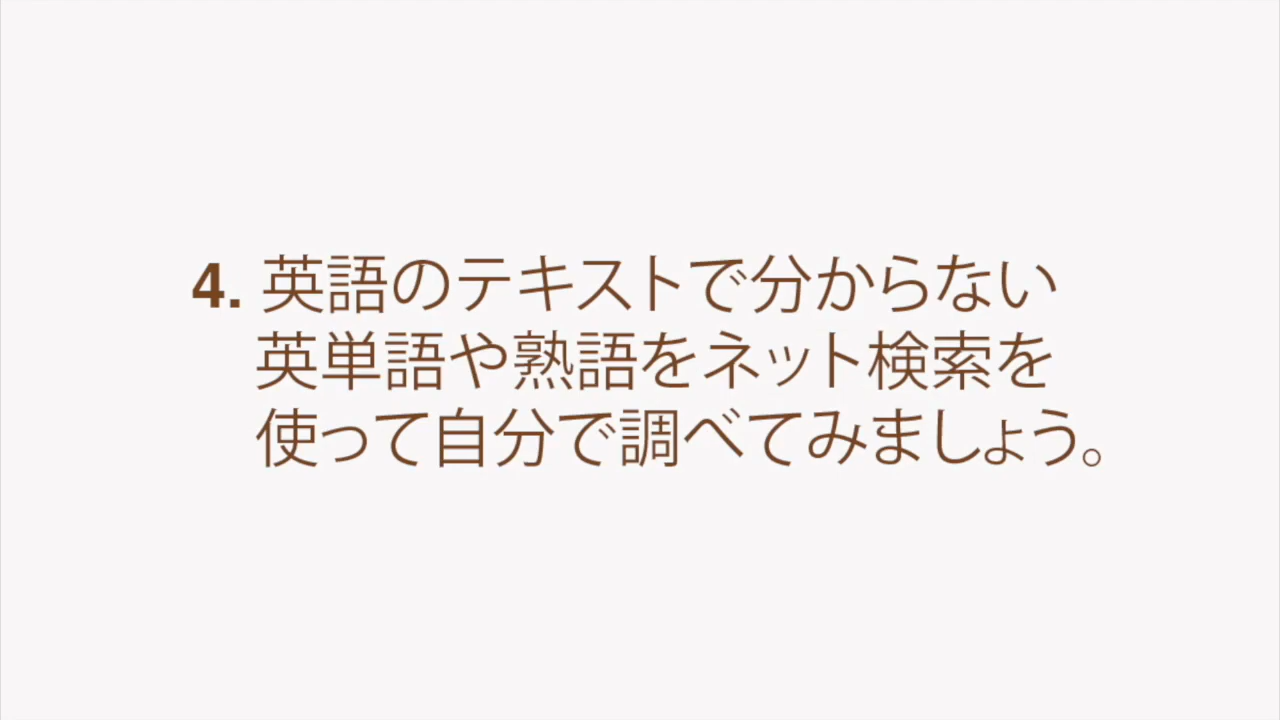 4. 英語のテキストで分からない
英単語や熟語をネット検索を
使って自分で調べてみましょう。